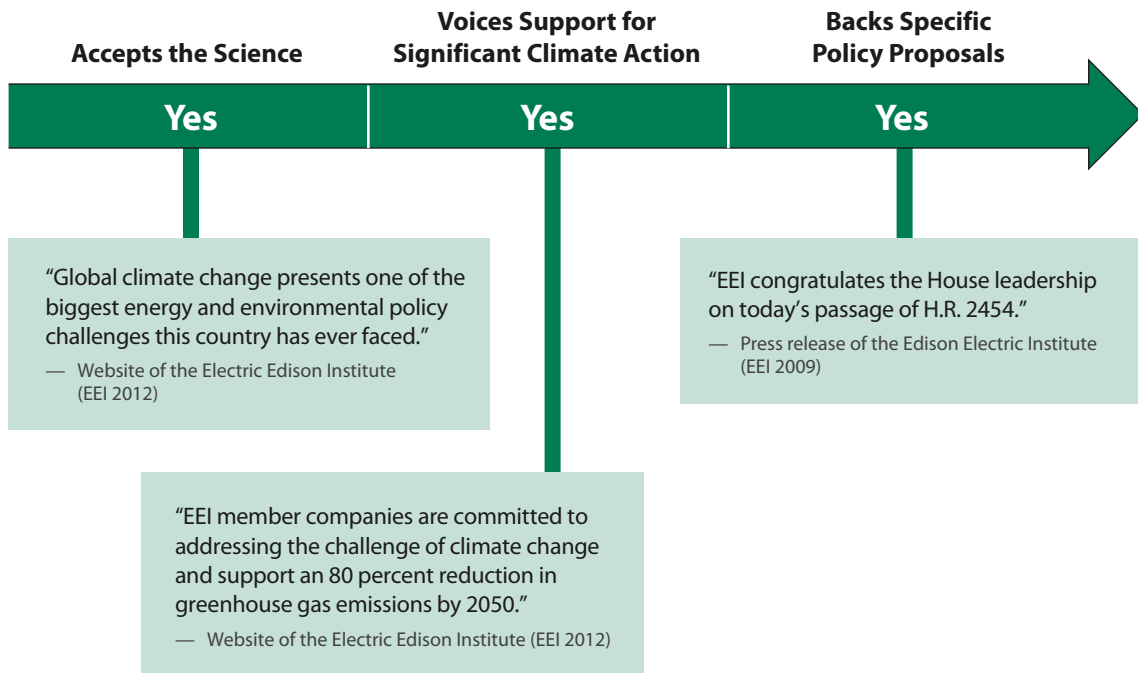 Accepts the Science
Voices Support for
Significant Climate Action
Backs Specific
Policy Proposals
Yes
Yes
Yes
“Global climate change presents one of the
biggest energy and environmental policy
challenges this country has ever faced.”
— Website of the Electric Edison Institute
(EEI 2012)
“EEI congratulates the House leadership
on today’s passage of H.R. 2454.”
— Press release of the Edison Electric Institute
(EEI 2009)
“EEI member companies are committed to
addressing the challenge of climate change
and support an 80 percent reduction in
greenhouse gas emissions by 2050.”
— Website of the Electric Edison Institute (EEI 2012)